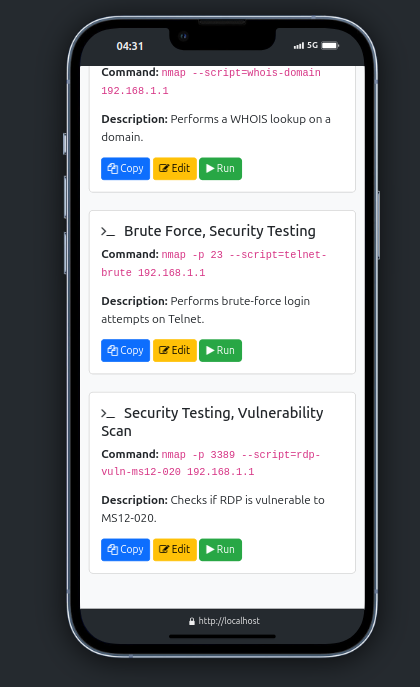 04:31
5G
Command: nmap --script=whois-domain
192.168.1.1
Description: Performs a WHOIS lookup on a
domain.
Copy Edit Run
>_ Brute Force, Security Testing
Command: nmap -p 23 --script=telnet-
brute 192.168.1.1
Description: Performs brute-force login
attempts on Telnet.
Copy Edit Run
>_ Security Testing, Vulnerability
Scan
Command: nmap -p 3389 --script=rdp-
vuln-ms12-020 192.168.1.1
Description: Checks if RDP is vulnerable to
MS12-020.
Copy Edit Run
http://localhost